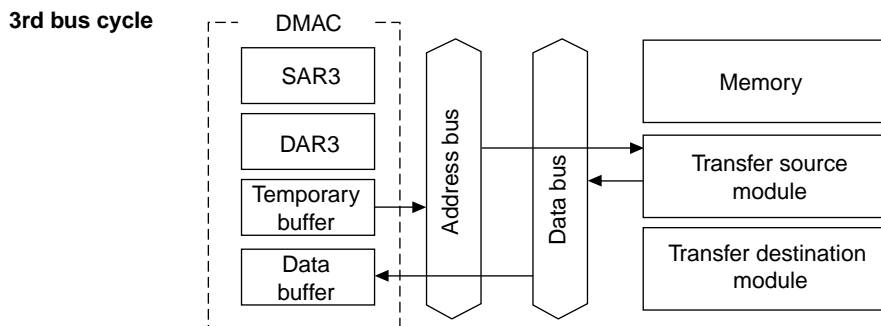 3rd bus cycle
DMAC
SAR3
DAR3
Temporary
buffer
Data
buffer
Address bus
Data bus
Memory
Transfer source
module
Transfer destination
module